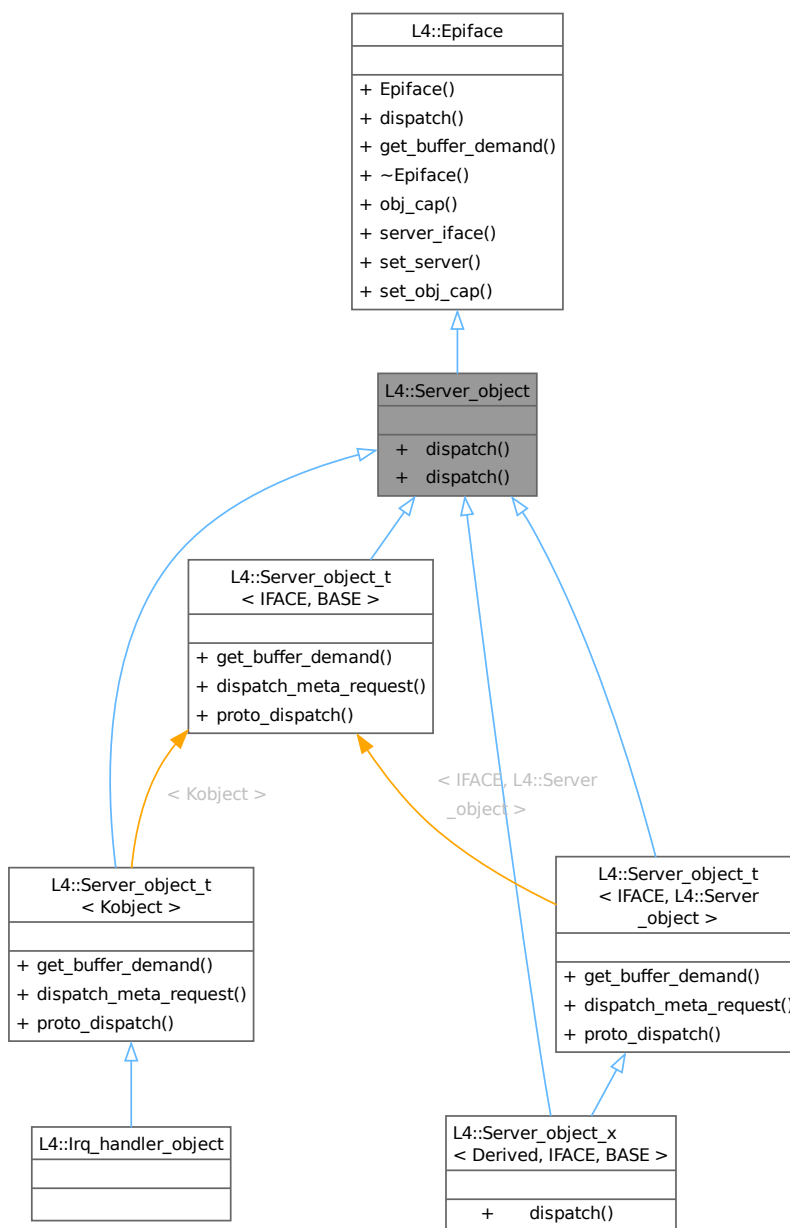 L4::Epiface
+ Epiface()
+ dispatch()
+ get_buffer_demand()
+ ~Epiface()
+ obj_cap()
+ server_iface()
+ set_server()
+ set_obj_cap()
L4::Server_object
+ dispatch()
+ dispatch()
L4::Server_object_t
< IFACE, BASE >
+ get_buffer_demand()
+ dispatch_meta_request()
+ proto_dispatch()
< Kobject >
< IFACE, L4::Server
_object >
L4::Server_object_t
< Kobject >
+ get_buffer_demand()
+ dispatch_meta_request()
+ proto_dispatch()
L4::Server_object_t
< IFACE, L4::Server
_object >
+ get_buffer_demand()
+ dispatch_meta_request()
+ proto_dispatch()
L4::Irq_handler_object
L4::Server_object_x
< Derived, IFACE, BASE >
+ dispatch()